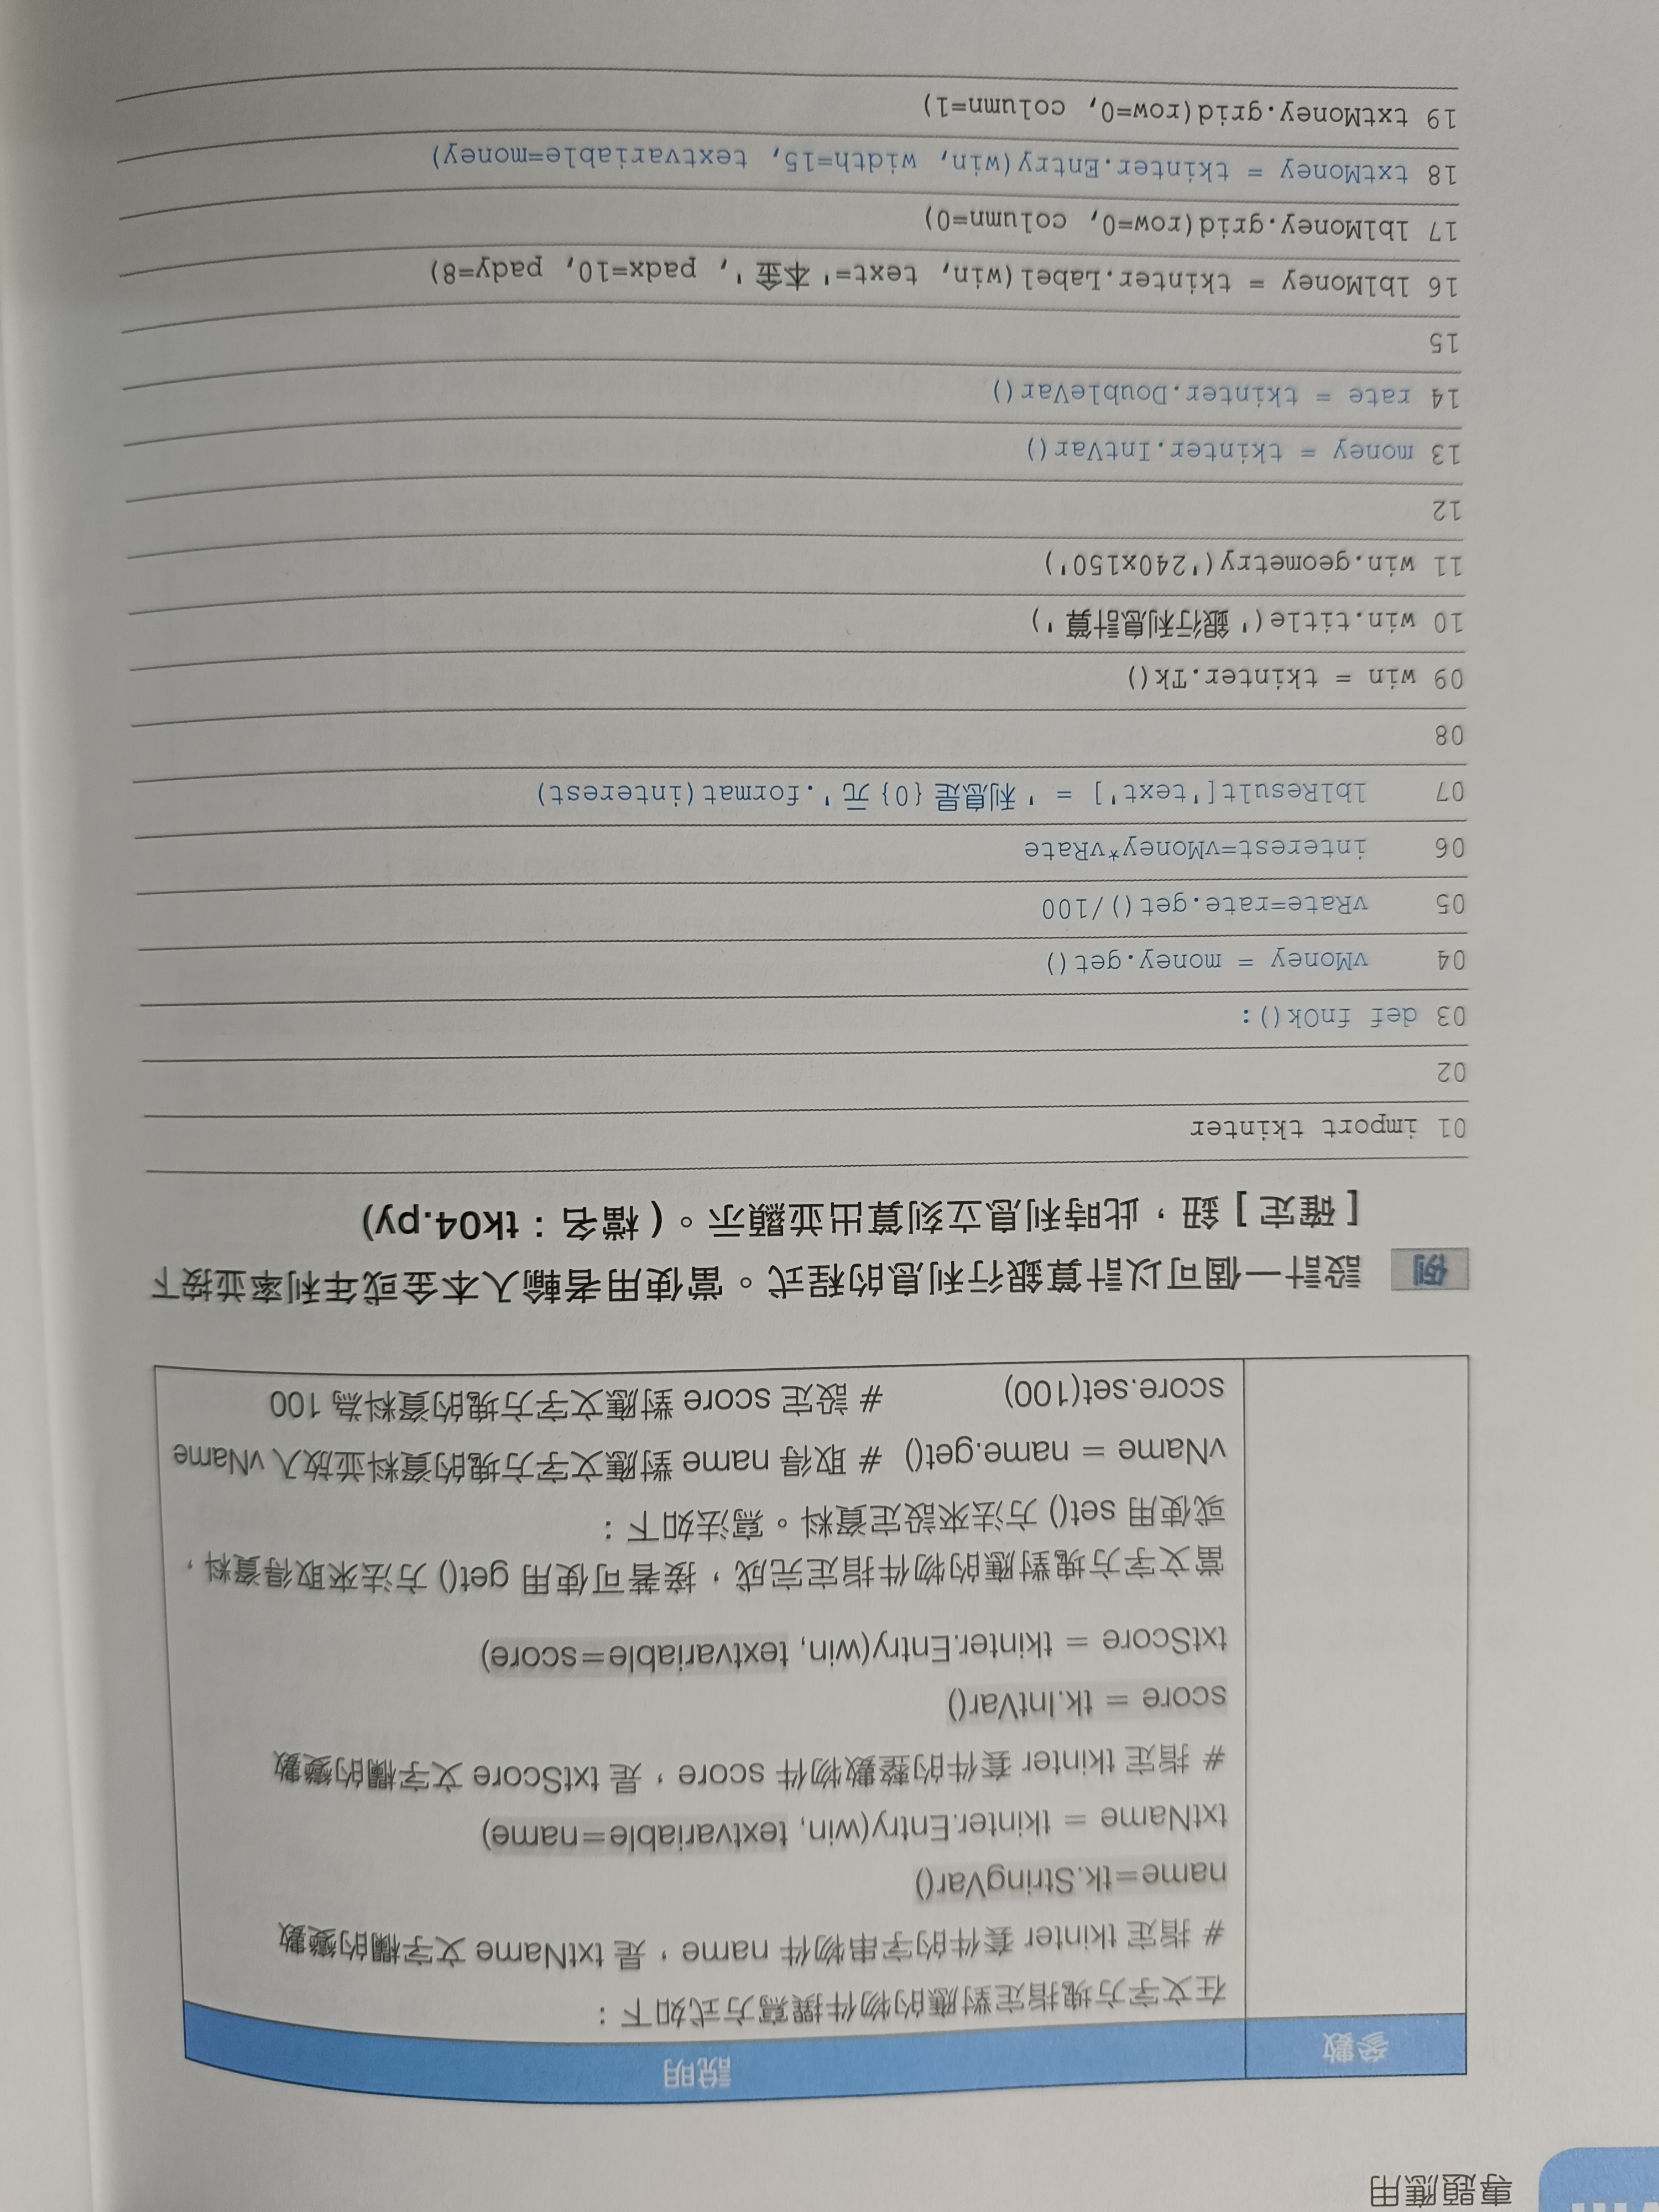 專題應用
參數
說明
在文字方塊指定對應的物件撰寫方式如下：
# 指定 tkinter 套件的字串物件 name，是 txtName 文字欄的變數
name=tk.StringVar()
txtName = tkinter.Entry(win, textvariable=name)
# 指定 tkinter 套件的整數物件 score，是 txtScore 文字欄的變數
score = tk.IntVar()
txtScore = tkinter.Entry(win, textvariable=score)
當文字方塊對應的物件指定完成，接著可使用 get() 方法來取得資料，
或使用 set() 方法來設定資料。寫法如下：
vName = name.get() # 取得 name 對應文字方塊的資料並放入 vName
score.set(100) # 設定 score 對應文字方塊的資料為 100
例 設計一個可以計算銀行利息的程式。當使用者輸入本金或年利率並按下
[ 確定 ] 鈕，此時利息立刻算出並顯示。( 檔名：tk04.py)
01 import tkinter
02
03 def fnOk():
04 vMoney = money.get()
05 vRate=rate.get()/100
06 interest=vMoney*vRate
07 lblResult['text'] = ' 利息是 {0} 元 '.format(interest)
08
09 win = tkinter.Tk()
10 win.title(' 銀行利息計算 ')
11 win.geometry('240x150')
12
13 money = tkinter.IntVar()
14 rate = tkinter.DoubleVar()
15
16 lblMoney = tkinter.Label(win, text=' 本金 ', padx=10, pady=8)
17 lblMoney.grid(row=0, column=0)
18 txtMoney = tkinter.Entry(win, width=15, textvariable=money)
19 txtMoney.grid(row=0, column=1)